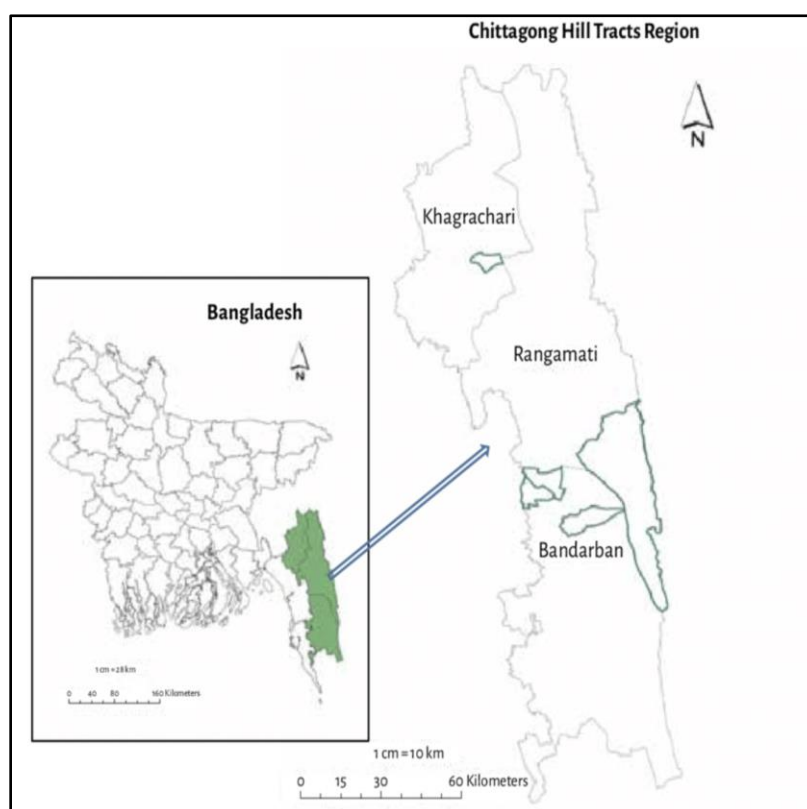 Chittagong Hill Tracts Region
N
Khagrachari
Rangamati
Bandarban
Bangladesh
N
1 cm = 28 km
0 40 80 160 Kilometers
1 cm = 10 km
0 15 30 60 Kilometers